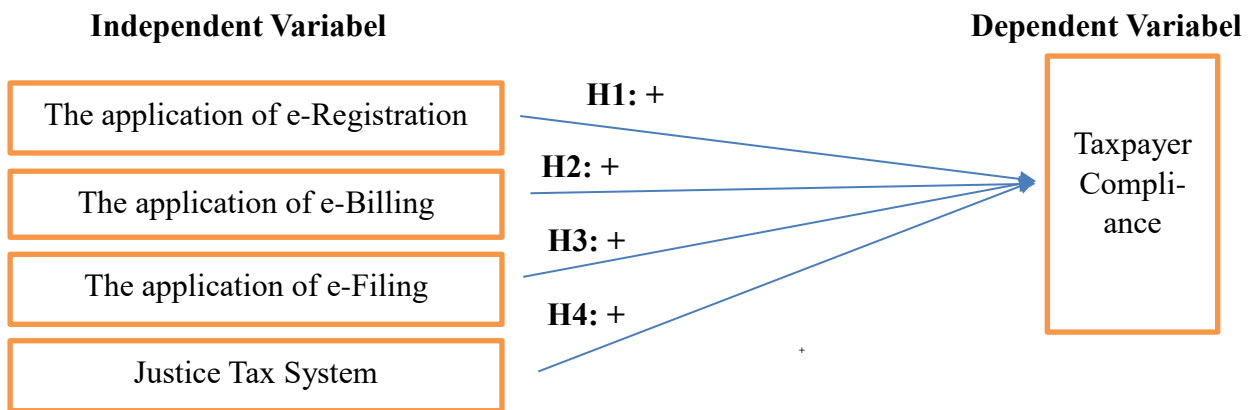 Independent Variabel
Dependent Variabel
The application of e-Registration
H1: +
The application of e-Billing
H2: +
The application of e-Filing
H3: +
Justice Tax System
H4: +
+
Taxpayer
Compli-
ance